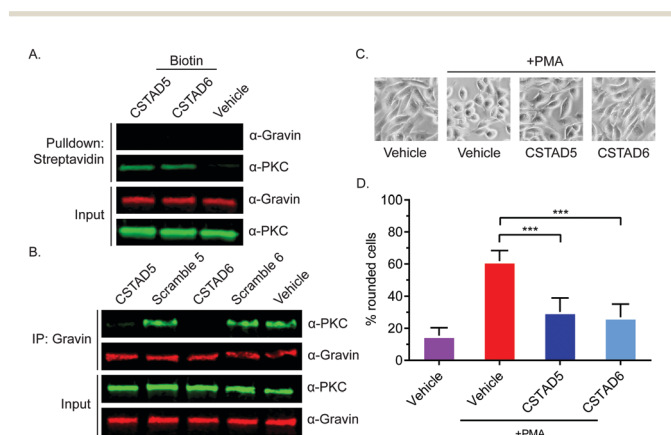 A.
Biotin
CSTAD5
CSTAD6
Vehicle
Pulldown:
Streptavidin
α-Gravin
α-PKC
Input
α-Gravin
α-PKC
B.
CSTAD5
Scramble 5
CSTAD6
Scramble 6
Vehicle
IP: Gravin
α-PKC
α-Gravin
Input
α-PKC
α-Gravin
C.
+PMA
Vehicle
Vehicle
CSTAD5
CSTAD6
D.
% rounded cells
100
80
60
40
20
0
***
***
Vehicle
Vehicle
CSTAD5
CSTAD6
+PMA